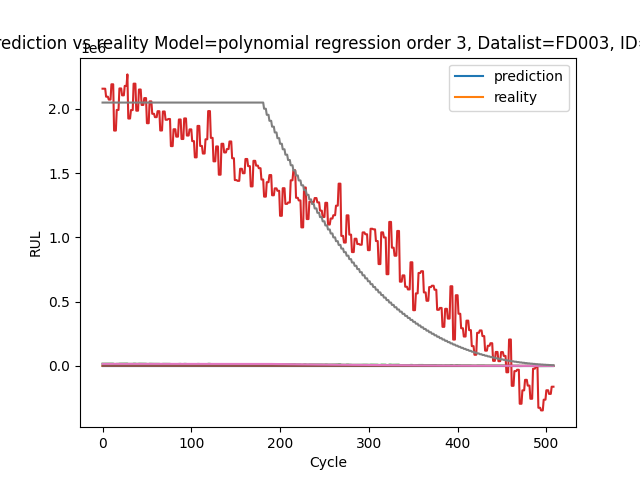 rediction vs reality Model=polynomial regression order 3, Datalist=FD003, ID=
1e6
prediction
reality
2.0
1.5
1.0
0.5
0.0
RUL
0 100 200 300 400 500
Cycle